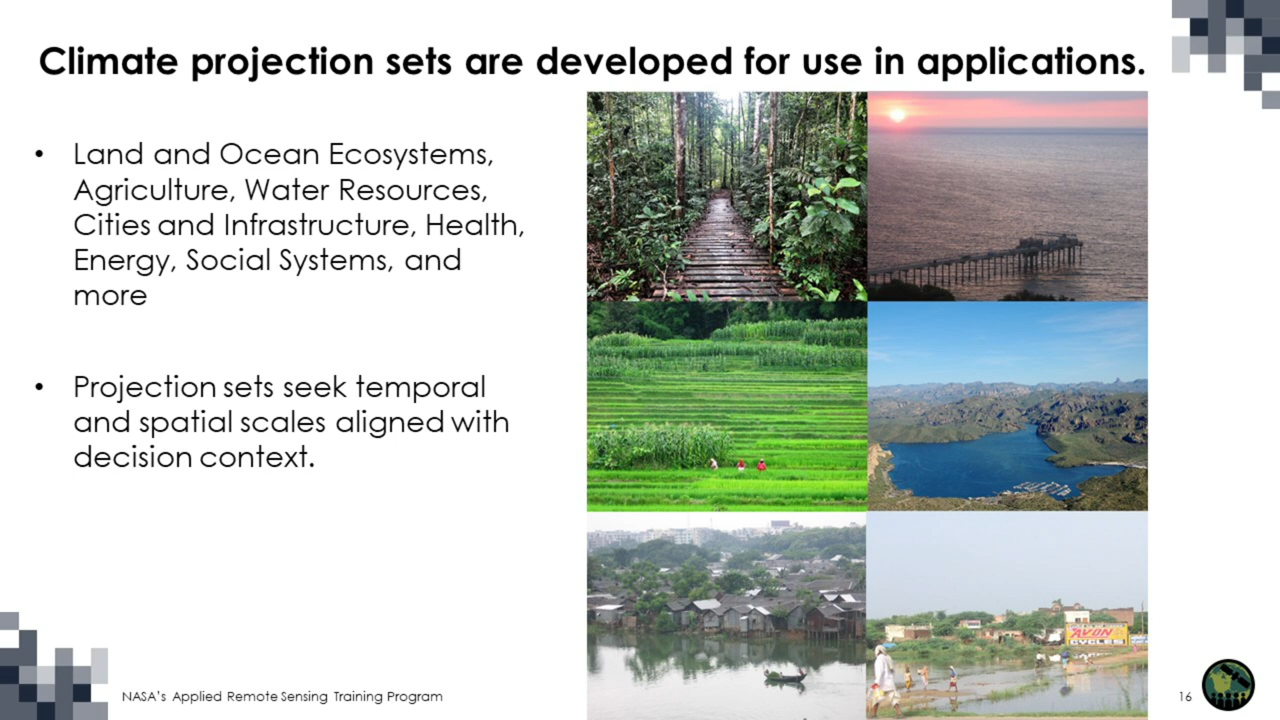 Climate projection sets are developed for use in applications.
• Land and Ocean Ecosystems,
Agriculture, Water Resources,
Cities and Infrastructure, Health,
Energy, Social Systems, and
more
• Projection sets seek temporal
and spatial scales aligned with
decision context.
AVON
CYCLES
NASA's Applied Remote Sensing Training Program
16